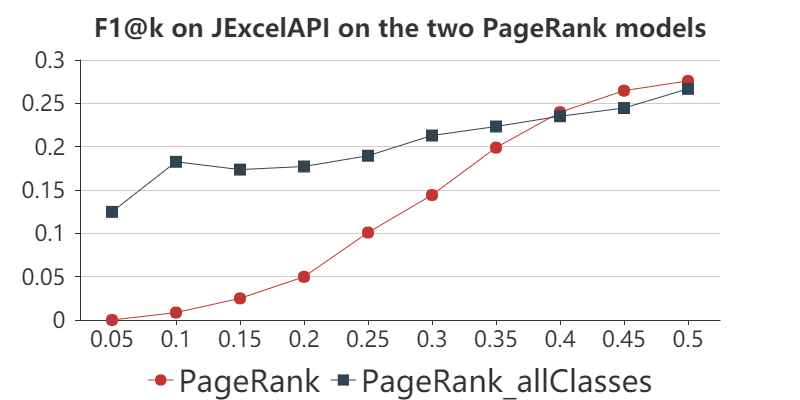 F1@k on JExcelAPI on the two PageRank models
0.3
0.25
0.2
0.15
0.1
0.05
0
0.05 0.1 0.15 0.2 0.25 0.3 0.35 0.4 0.45 0.5
PageRank PageRank_allClasses